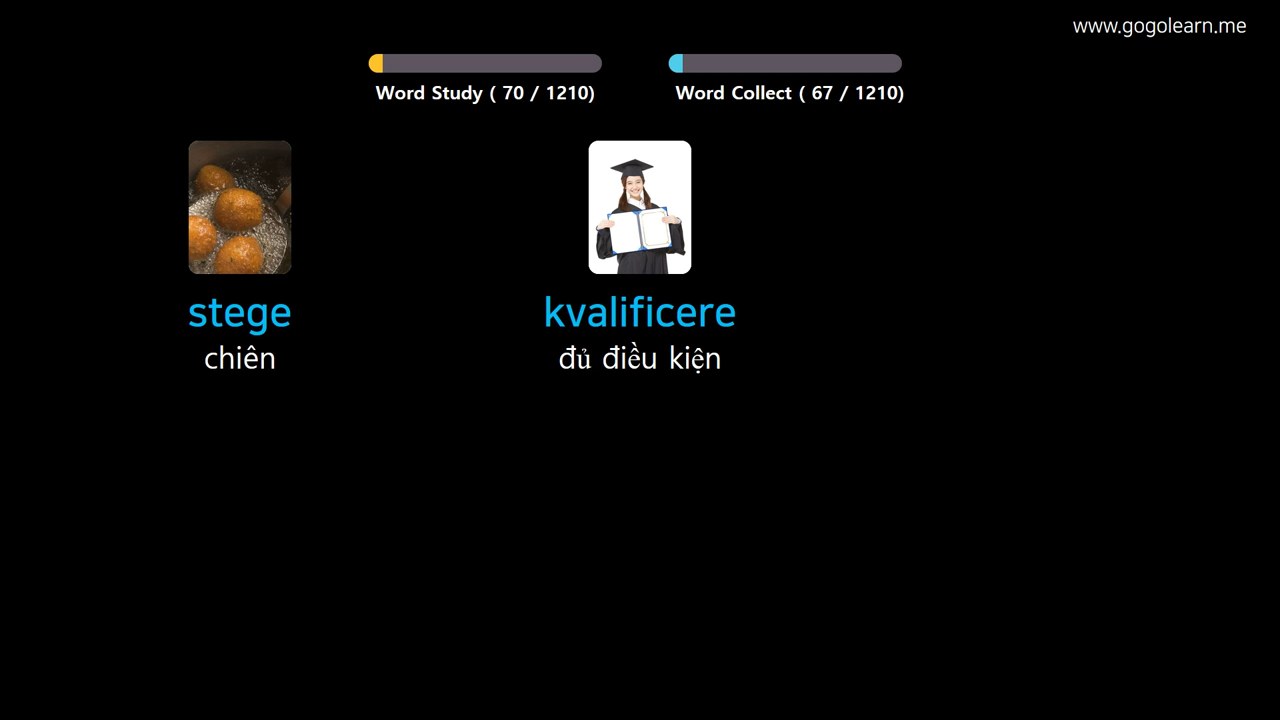 www.gogolearn.me
Word Study ( 70 / 1210)
Word Collect ( 67 / 1210)
stege
kvalificere
chiên
đủ điều kiện